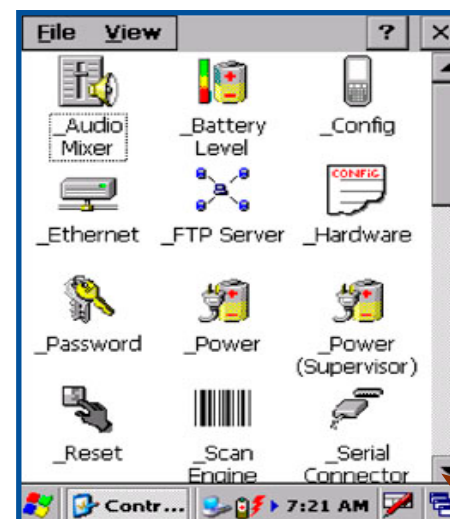 File View ?
_Audio Mixer
_Battery Level
_Config
_Ethernet
_FTP Server
CONFIG
_Hardware
_Password
_Power
_Power (Supervisor)
_Reset
_Scan Engine
_Serial Connector
Contr...
7:21 AM